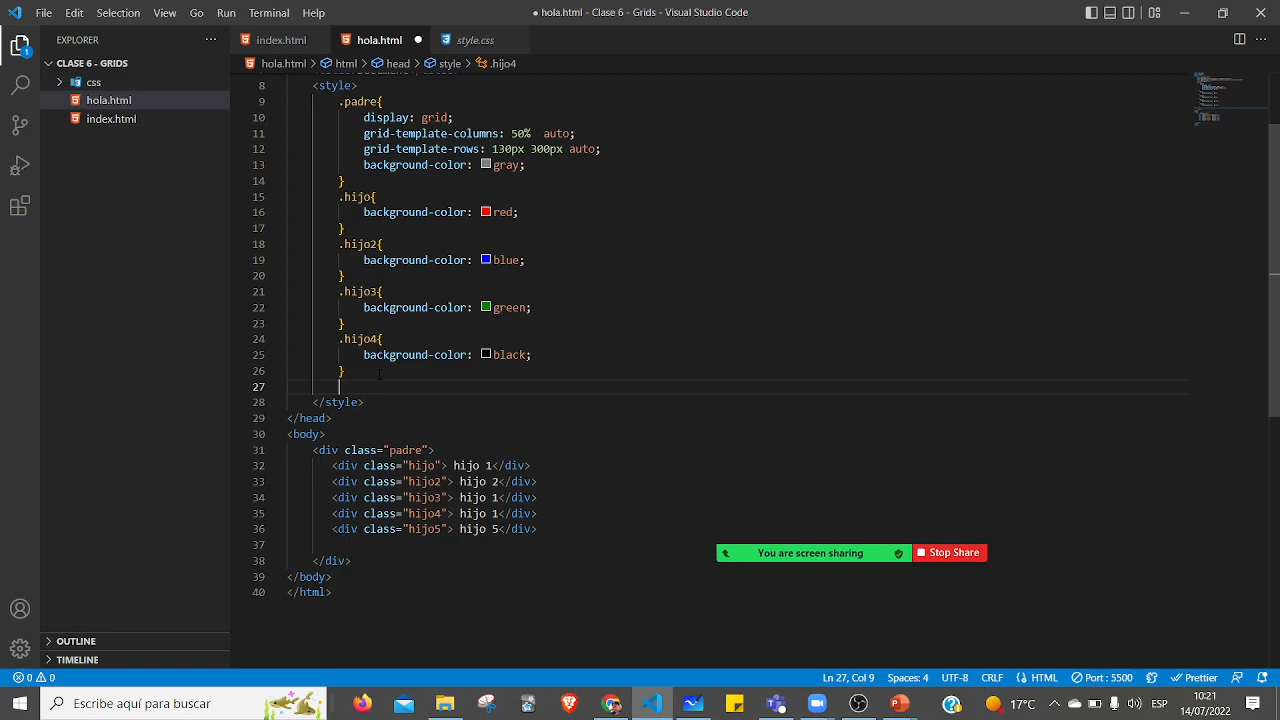 File Edit Selection View Go Run Terminal Help
● hola.html - Clase 6 - Grids - Visual Studio Code
EXPLORER
index.html hola.html style.css
CLASE 6 - GRIDS
hola.html > html > head > style > .hijo4
css
hola.html
index.html
8 <style>
9 .padre{
10 display: grid;
11 grid-template-columns: 50%  auto;
12 grid-template-rows: 130px 300px auto;
13 background-color: gray;
14 }
15 .hijo{
16 background-color: red;
17 }
18 .hijo2{
19 background-color: blue;
20 }
21 .hijo3{
22 background-color: green;
23 }
24 .hijo4{
25 background-color: black;
26 }
27
28 </style>
29 </head>
30 <body>
31 <div class="padre">
32 <div class="hijo"> hijo 1</div>
33 <div class="hijo2"> hijo 2</div>
34 <div class="hijo3"> hijo 1</div>
35 <div class="hijo4"> hijo 1</div>
36 <div class="hijo5"> hijo 5</div>
37
38 </div>
39 </body>
40 </html>
You are screen sharing Stop Share
OUTLINE
TIMELINE
0 0 Ln 27, Col 9 Spaces: 4 UTF-8 CRLF HTML Port: 5500 Prettier
Escribe aquí para buscar
17°C ESP 10:21
14/07/2022